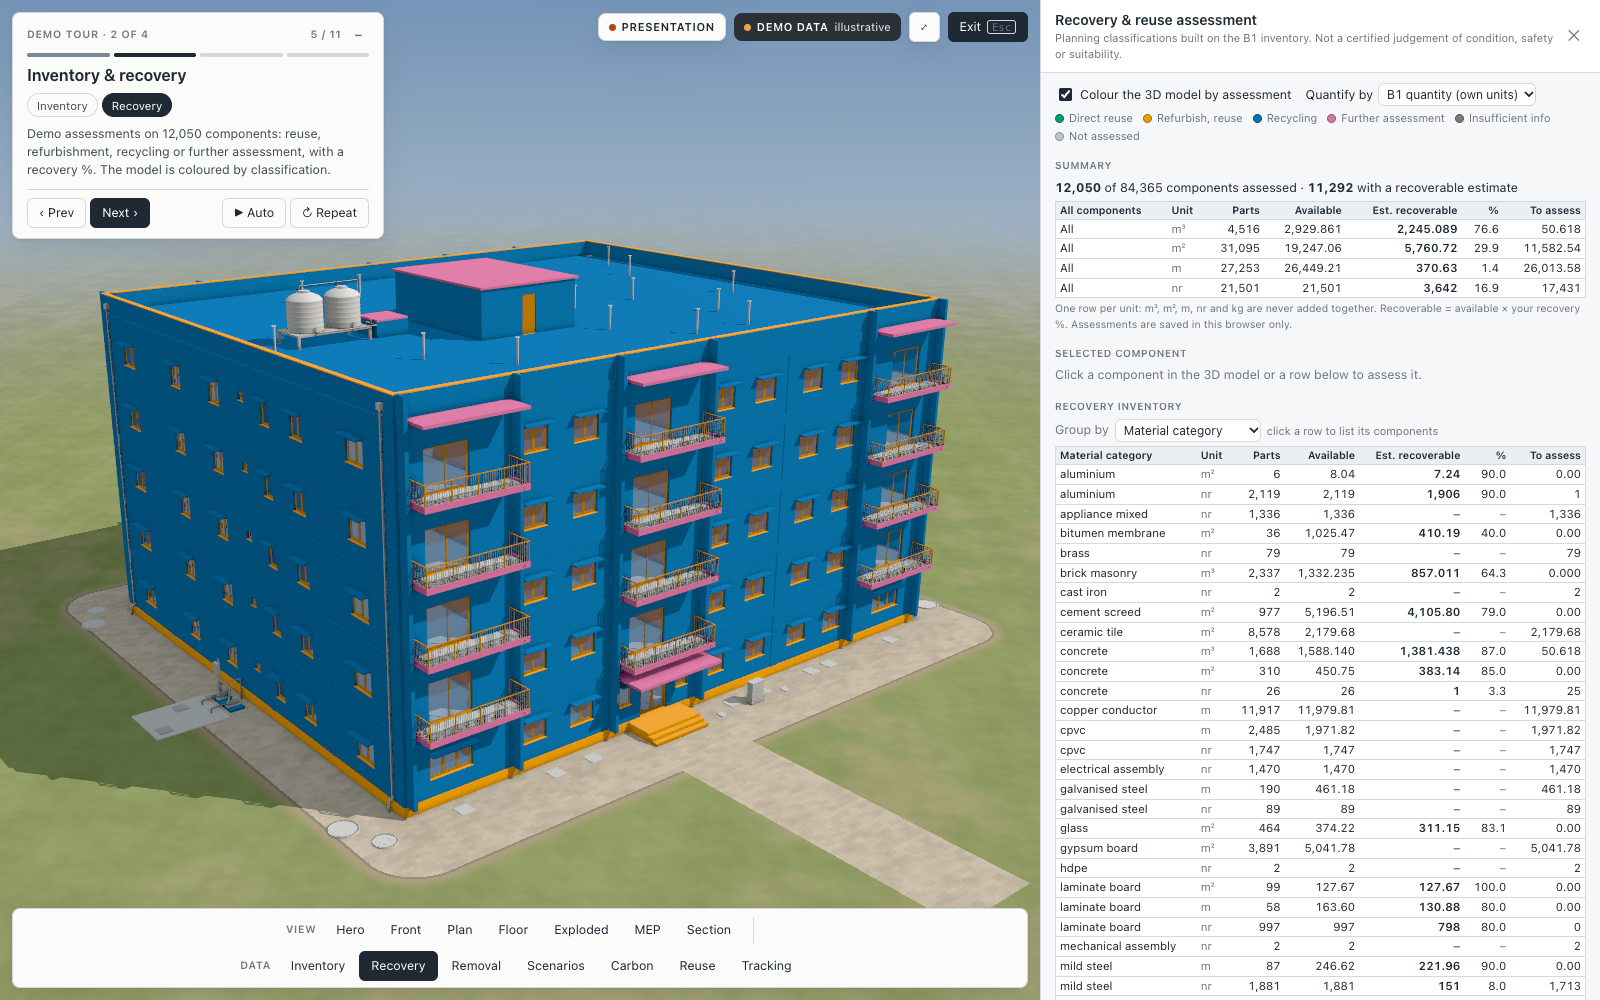 DEMO TOUR · 2 OF 4
5 / 11 –
Inventory & recovery
Inventory
Recovery
Demo assessments on 12,050 components: reuse,
refurbishment, recycling or further assessment, with a
recovery %. The model is coloured by classification.
‹ Prev
Next ›
▶ Auto
↻ Repeat
PRESENTATION
DEMO DATA illustrative
Exit Esc
Recovery & reuse assessment
Planning classifications built on the B1 inventory. Not a certified judgement of condition, safety
or suitability.
Colour the 3D model by assessment
Quantify by B1 quantity (own units)
Direct reuse
Refurbish, reuse
Recycling
Further assessment
Insufficient info
Not assessed
SUMMARY
12,050 of 84,365 components assessed · 11,292 with a recoverable estimate
All components Unit Parts Available Est. recoverable % To assess
All m³ 4,516 2,929.861 2,245.089 76.6 50.618
All m² 31,095 19,247.06 5,760.72 29.9 11,582.54
All m 27,253 26,449.21 370.63 1.4 26,013.58
All nr 21,501 21,501 3,642 16.9 17,431
One row per unit: m³, m², m, nr and kg are never added together. Recoverable = available × your recovery
%. Assessments are saved in this browser only.
SELECTED COMPONENT
Click a component in the 3D model or a row below to assess it.
RECOVERY INVENTORY
Group by Material category click a row to list its components
Material category Unit Parts Available Est. recoverable % To assess
aluminium m² 6 8.04 7.24 90.0 0.00
aluminium nr 2,119 2,119 1,906 90.0 1
appliance mixed nr 1,336 1,336 – – 1,336
bitumen membrane m² 36 1,025.47 410.19 40.0 0.00
brass nr 79 79 – – 79
brick masonry m³ 2,337 1,332.235 857.011 64.3 0.000
cast iron nr 2 2 – – 2
cement screed m² 977 5,196.51 4,105.80 79.0 0.00
ceramic tile m² 8,578 2,179.68 – – 2,179.68
concrete m³ 1,688 1,588.140 1,381.438 87.0 50.618
concrete m² 310 450.75 383.14 85.0 0.00
concrete nr 26 26 1 3.3 25
copper conductor m 11,917 11,979.81 – – 11,979.81
cpvc m 2,485 1,971.82 – – 1,971.82
cpvc nr 1,747 1,747 – – 1,747
electrical assembly nr 1,470 1,470 – – 1,470
galvanised steel m 190 461.18 – – 461.18
galvanised steel nr 89 89 – – 89
glass m² 464 374.22 311.15 83.1 0.00
gypsum board m² 3,891 5,041.78 – – 5,041.78
hdpe nr 2 2 – – 2
laminate board m² 99 127.67 127.67 100.0 0.00
laminate board m 58 163.60 130.88 80.0 0.00
laminate board nr 997 997 798 80.0 0
mechanical assembly nr 2 2 – – 2
mild steel m 87 246.62 221.96 90.0 0.00
mild steel nr 1,881 1,881 151 8.0 1,713
VIEW Hero Front Plan Floor Exploded MEP Section
DATA Inventory Recovery Removal Scenarios Carbon Reuse Tracking